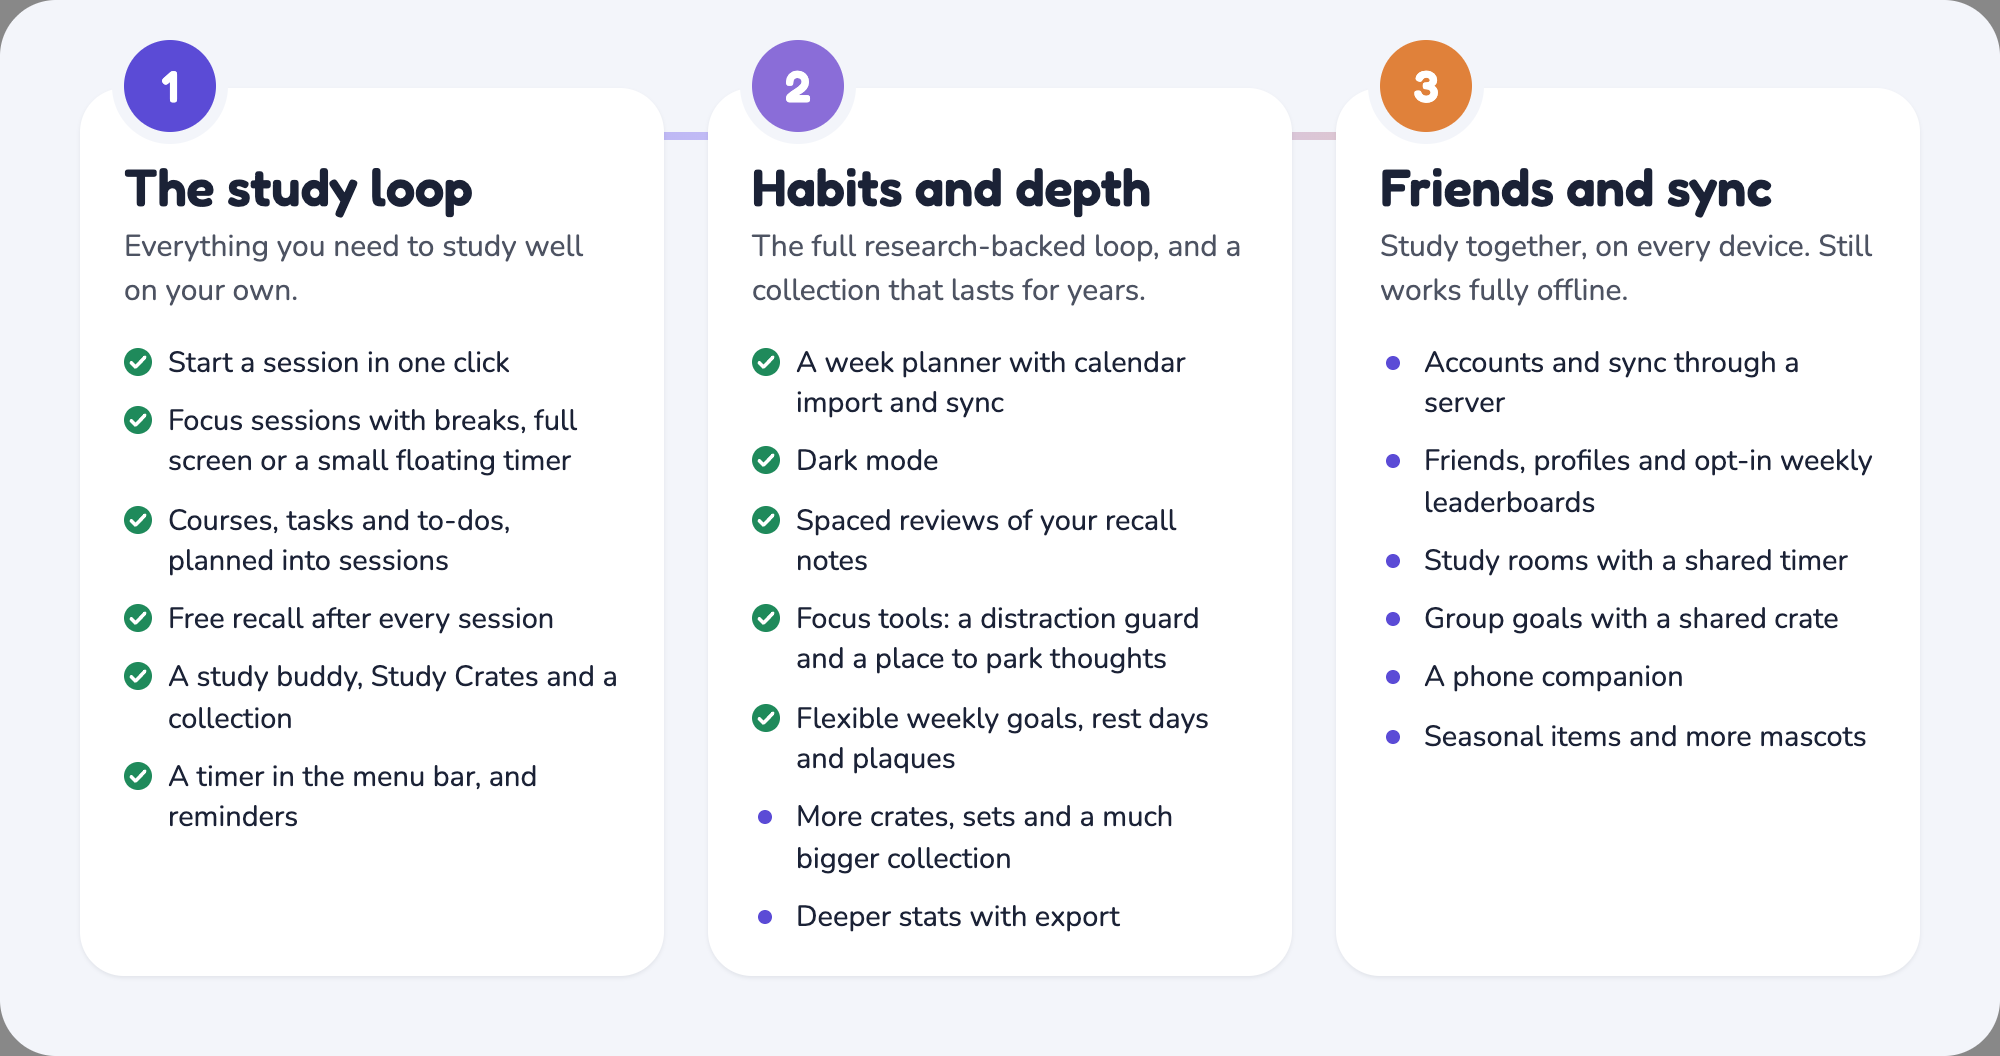 1
The study loop
Everything you need to study well
on your own.
Start a session in one click
Focus sessions with breaks, full
screen or a small floating timer
Courses, tasks and to-dos,
planned into sessions
Free recall after every session
A study buddy, Study Crates and a
collection
A timer in the menu bar, and
reminders
2
Habits and depth
The full research-backed loop, and a
collection that lasts for years.
A week planner with calendar
import and sync
Dark mode
Spaced reviews of your recall
notes
Focus tools: a distraction guard
and a place to park thoughts
Flexible weekly goals, rest days
and plaques
More crates, sets and a much
bigger collection
Deeper stats with export
3
Friends and sync
Study together, on every device. Still
works fully offline.
Accounts and sync through a
server
Friends, profiles and opt-in weekly
leaderboards
Study rooms with a shared timer
Group goals with a shared crate
A phone companion
Seasonal items and more mascots